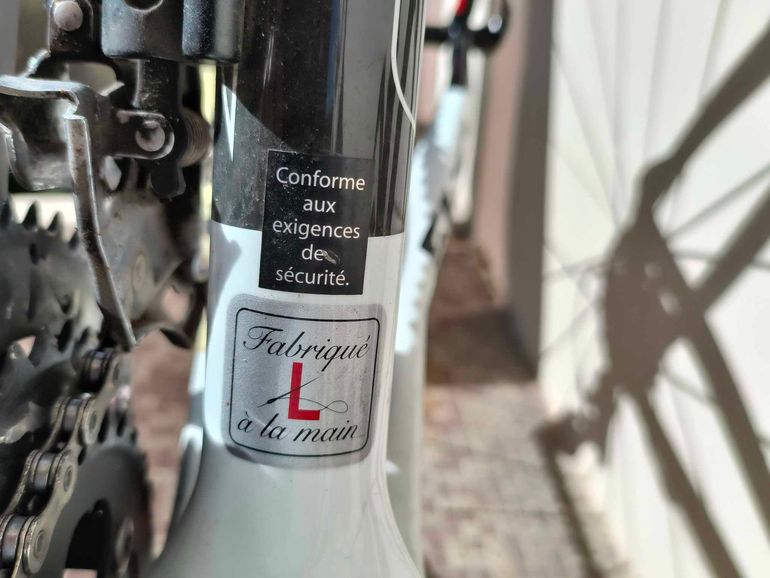 Conforme
aux
exigences
de
sécurité.
Fabriqué
L
à la main